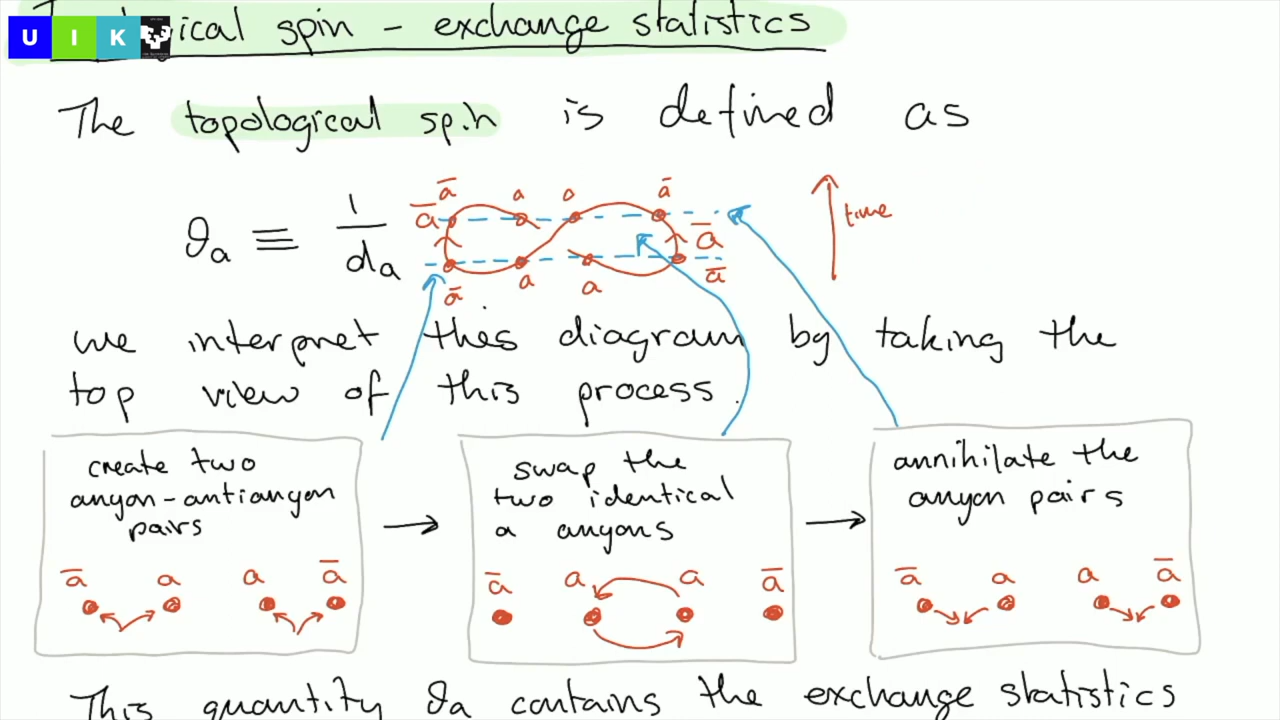 UIK ical spin - exchange statistics
The topological spin is defined as
ϑa ≡ 1/da
ā a a ā
ā ā
ā a a ā
time
we interpret this diagram by taking the
top view of this process.
create two
anyon-antianyon
pairs
ā a a ā
swap the
two identical
a anyons
ā a a ā
annihilate the
anyon pairs
ā a a ā
This quantity ϑa contains the exchange statistics